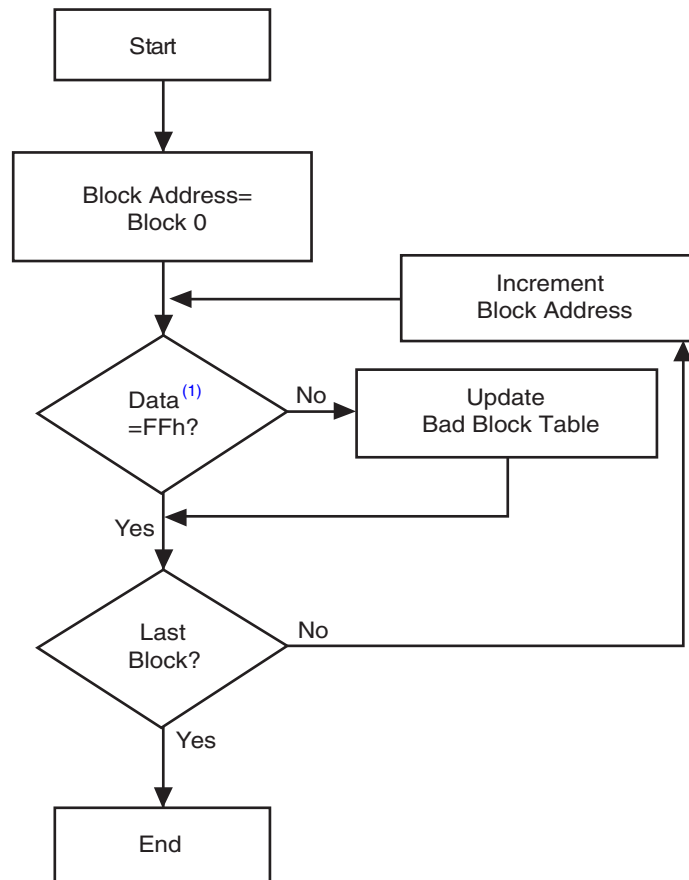 Start
Block Address=
Block 0
Increment
Block Address
Data(1)
=FFh?
No
Update
Bad Block Table
Yes
Last
Block?
No
Yes
End